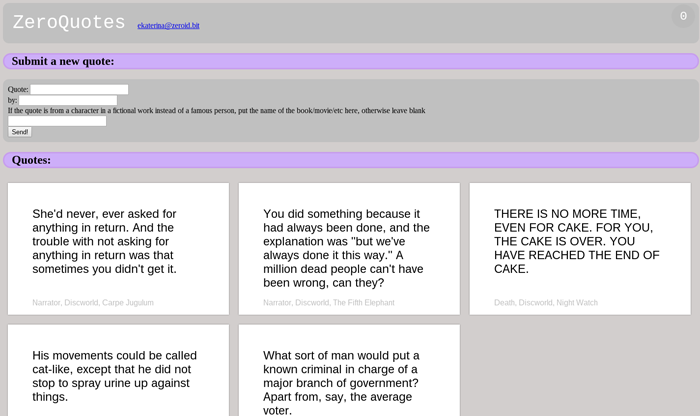 ZeroQuotes
ekaterina@zeroid.bit
0
Submit a new quote:
Quote:
by:
If the quote is from a character in a fictional work instead of a famous person, put the name of the book/movie/etc here, otherwise leave blank
Send!
Quotes:
She'd never, ever asked for
anything in return. And the
trouble with not asking for
anything in return was that
sometimes you didn't get it.
Narrator, Discworld, Carpe Jugulum
You did something because it
had always been done, and the
explanation was "but we've
always done it this way." A
million dead people can't have
been wrong, can they?
Narrator, Discworld, The Fifth Elephant
THERE IS NO MORE TIME,
EVEN FOR CAKE. FOR YOU,
THE CAKE IS OVER. YOU
HAVE REACHED THE END OF
CAKE.
Death, Discworld, Night Watch
His movements could be called
cat-like, except that he did not
stop to spray urine up against
things.
What sort of man would put a
known criminal in charge of a
major branch of government?
Apart from, say, the average
voter.